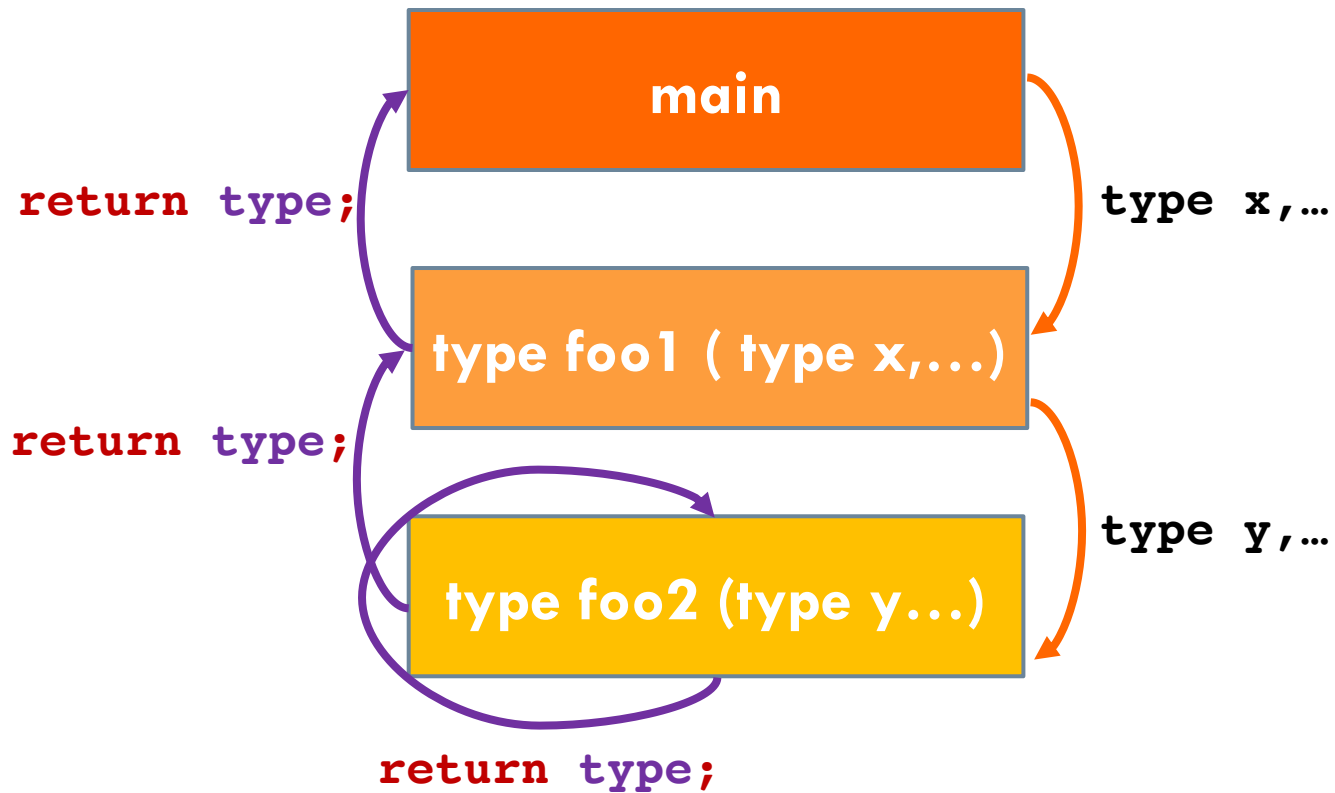 main
return type;
type x,…
type foo1 ( type x,…)
return type;
type y,…
type foo2 (type y…)
return type;